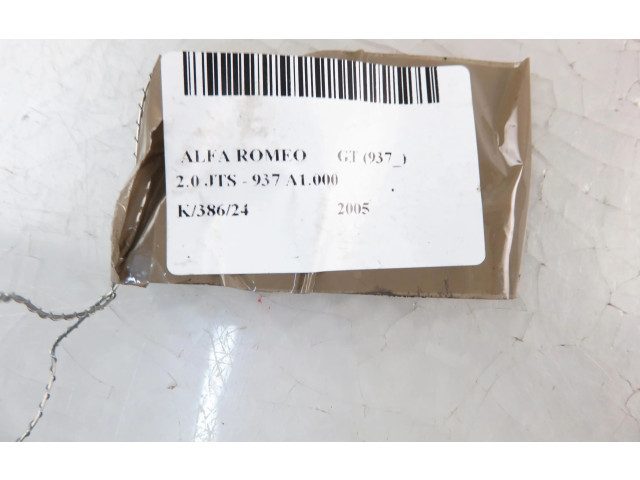 ALFA ROMEO GT (937_)
2.0 JTS - 937 A1.000
K/386/24 2005